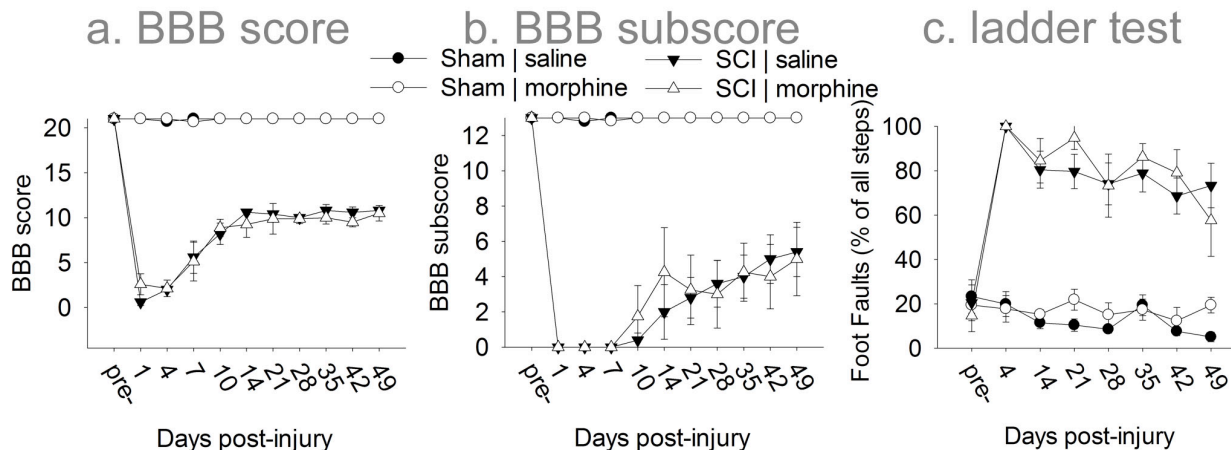 a. BBB score
b. BBB subscore
c. ladder test
Sham | saline
SCI | saline
Sham | morphine
SCI | morphine
BBB score
20
15
10
5
0
pre-
1
4
7
10
14
21
28
35
42
49
Days post-injury
BBB subscore
12
10
8
6
4
2
0
pre-
1
4
7
10
14
21
28
35
42
49
Days post-injury
Foot Faults (% of all steps)
100
80
60
40
20
0
pre-
4
14
21
28
35
42
49
Days post-injury